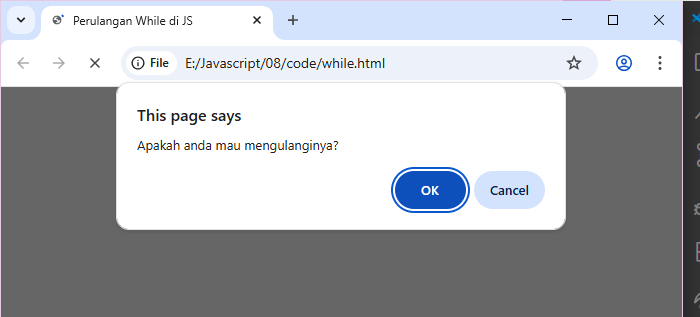 Perulangan While di JS
File
E:/Javascript/08/code/while.html
This page says
Apakah anda mau mengulanginya?
OK
Cancel